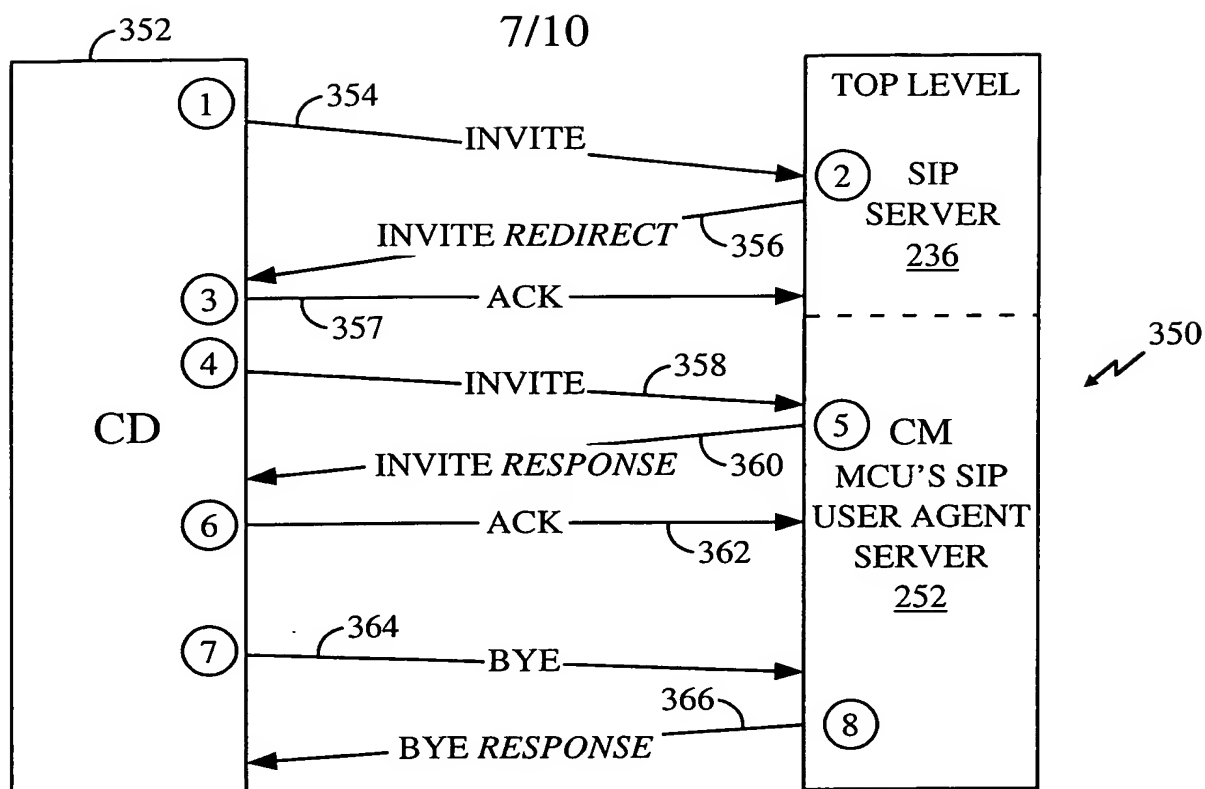 7/10
352
TOP LEVEL
1
354
INVITE
2
SIP
SERVER
236
INVITE REDIRECT
356
3
ACK
357
350
4
358
INVITE
CD
5
CM
INVITE RESPONSE
360
MCU'S SIP
USER AGENT
SERVER
252
6
ACK
362
7
364
BYE
366
8
BYE RESPONSE